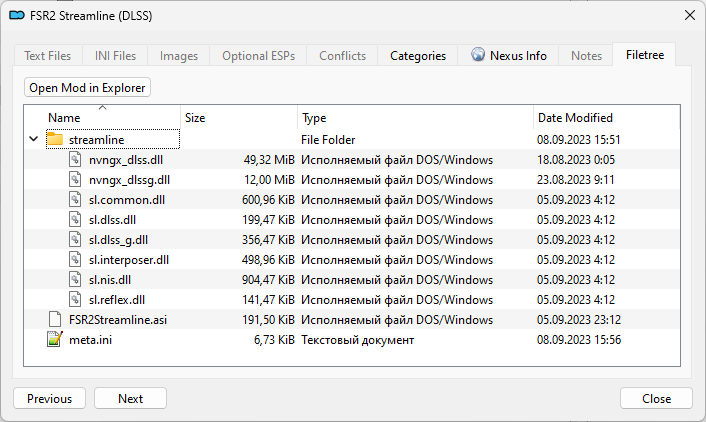 FSR2 Streamline (DLSS)
Text Files INI Files Images Optional ESPs Conflicts Categories Nexus Info Notes Filetree
Open Mod in Explorer
Name Size Type Date Modified
streamline File Folder 08.09.2023 15:51
nvngx_dlss.dll 49,32 MiB Исполняемый файл DOS/Windows 18.08.2023 0:05
nvngx_dlssg.dll 12,00 MiB Исполняемый файл DOS/Windows 23.08.2023 9:11
sl.common.dll 600,96 KiB Исполняемый файл DOS/Windows 05.09.2023 4:12
sl.dlss.dll 199,47 KiB Исполняемый файл DOS/Windows 05.09.2023 4:12
sl.dlss_g.dll 356,47 KiB Исполняемый файл DOS/Windows 05.09.2023 4:12
sl.interposer.dll 498,96 KiB Исполняемый файл DOS/Windows 05.09.2023 4:12
sl.nis.dll 904,47 KiB Исполняемый файл DOS/Windows 05.09.2023 4:12
sl.reflex.dll 141,47 KiB Исполняемый файл DOS/Windows 05.09.2023 4:12
FSR2Streamline.asi 191,50 KiB Исполняемый файл DOS/Windows 05.09.2023 23:12
meta.ini 6,73 KiB Текстовый документ 08.09.2023 15:56
Previous Next Close